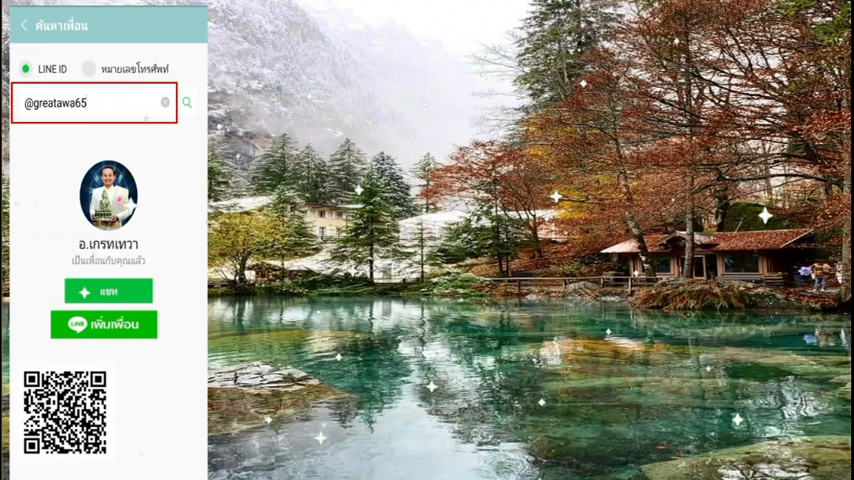 ค้นหาเพื่อน
LINE ID หมายเลขโทรศัพท์
@greatawa65
อ.เกรทเทวา
เป็นเพื่อนกับคุณแล้ว
แชท
LINE เพิ่มเพื่อน